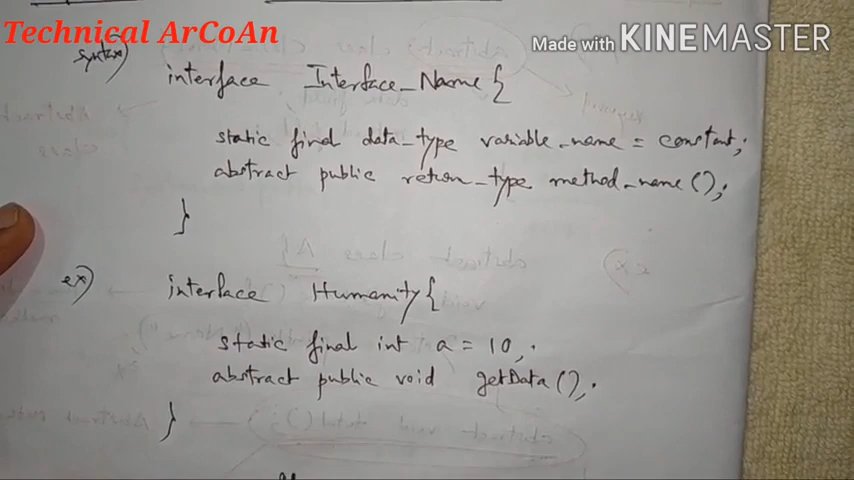 Technical ArCoAn
Made with KINEMASTER
Syntax)
interface Interface_Name {
static final data_type variable_name = constant;
abstract public return_type method_name();
}
ex)
interface Humanity {
static final int a = 10;
abstract public void getData();
}